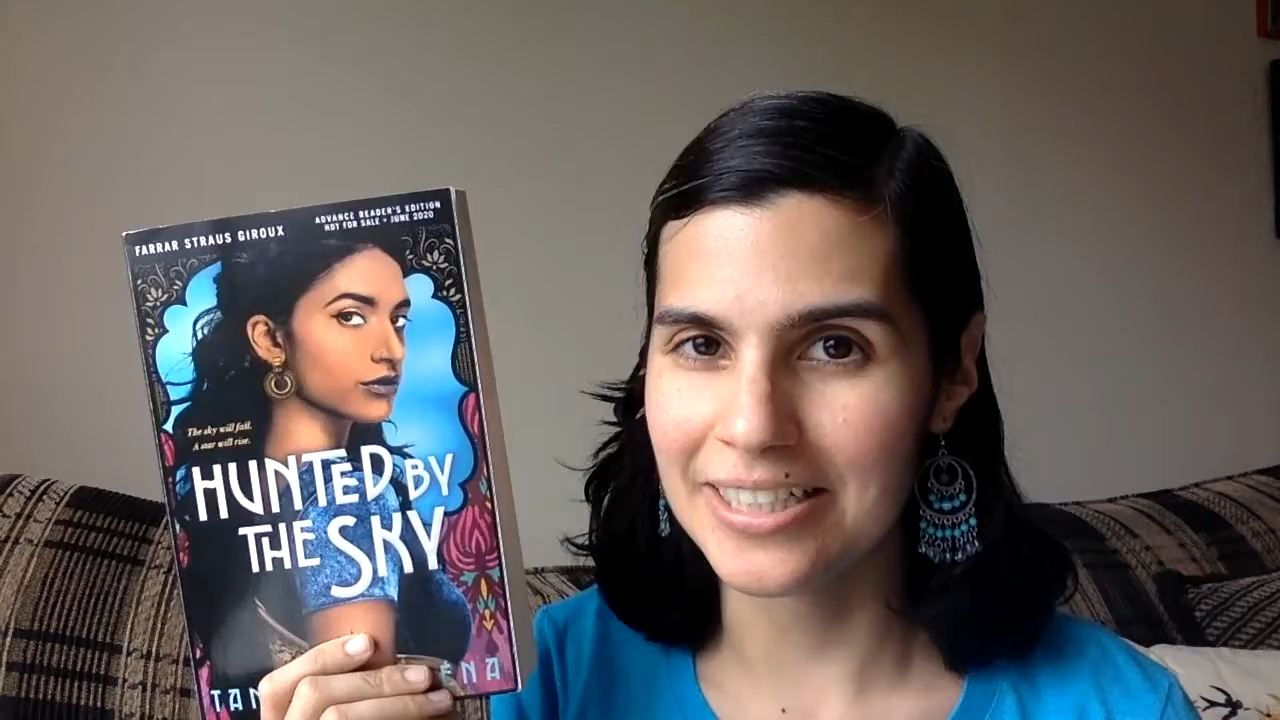 FARRAR STRAUS GIROUX
ADVANCE READER'S EDITION
NOT FOR SALE • JUNE 2020
The sky will fall.
A star will rise.
HUNTED BY
THE SKY